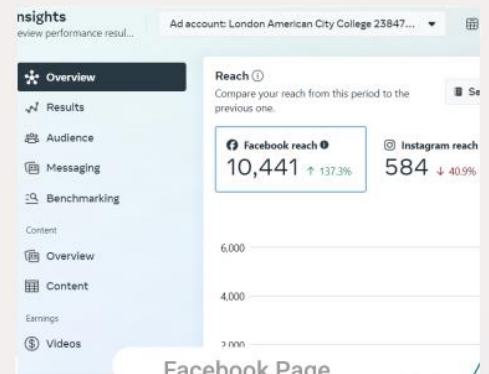 nsights
eview performance resul...
Ad account: London American City College 23847...
Overview
Results
Audience
Messaging
Benchmarking
Content
Overview
Content
Earnings
Videos
Reach
Compare your reach from this period to the
previous one.
Se
Facebook reach
10,441 ↑ 137.3%
Instagram reach
584 ↓ 40.9%
6,000
4,000
2,000
Facebook Page